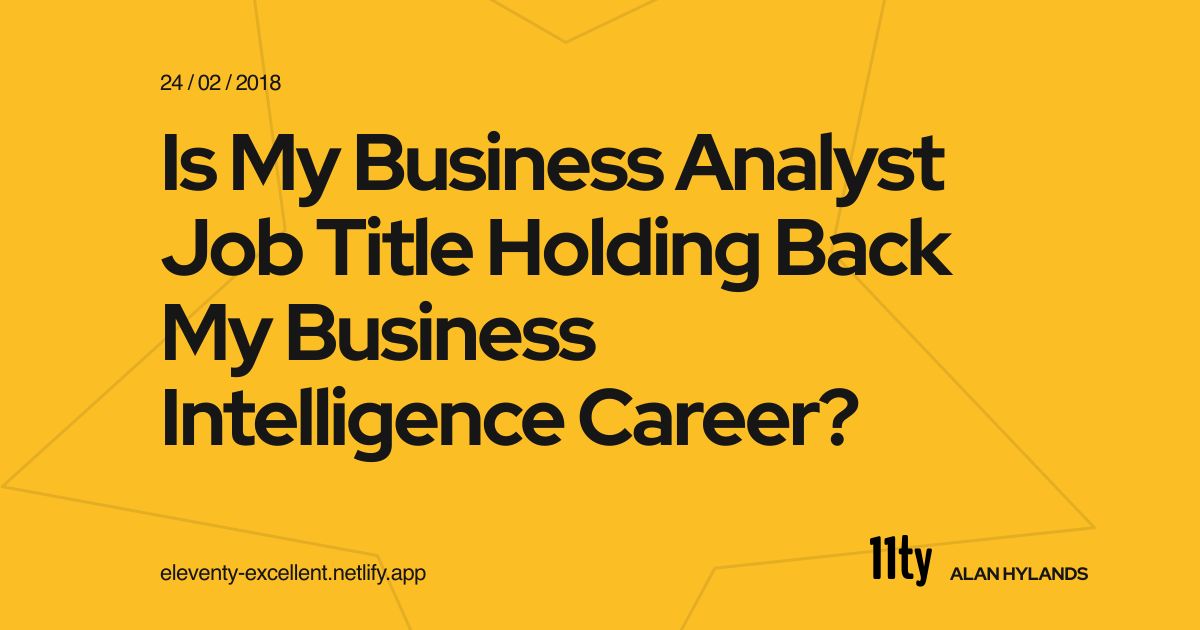 24 / 02 / 2018
Is My Business Analyst
Job Title Holding Back
My Business
Intelligence Career?
eleventy-excellent.netlify.app
11ty
ALAN HYLANDS